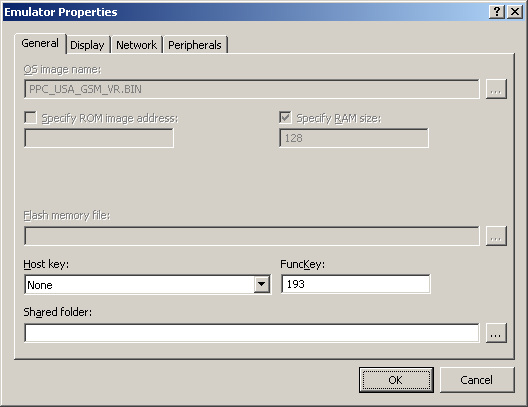 Emulator Properties
General Display Network Peripherals
OS image name:
PPC_USA_GSM_VR.BIN ...
Specify ROM image address: Specify RAM size:
128
Flash memory file:
...
Host key: FuncKey:
None 193
Shared folder:
...
OK Cancel